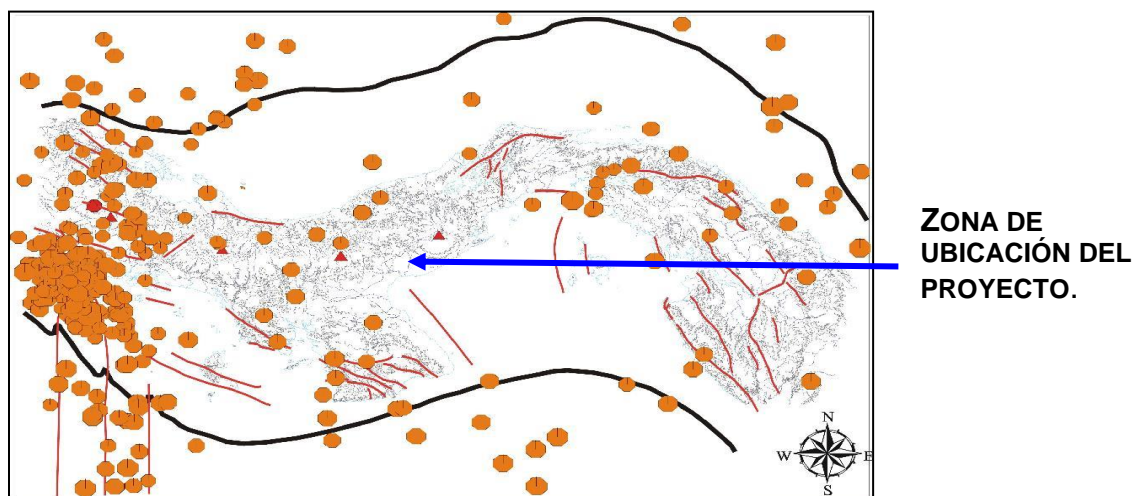 ZONA DE
UBICACIÓN DEL
PROYECTO.
N
W E
S